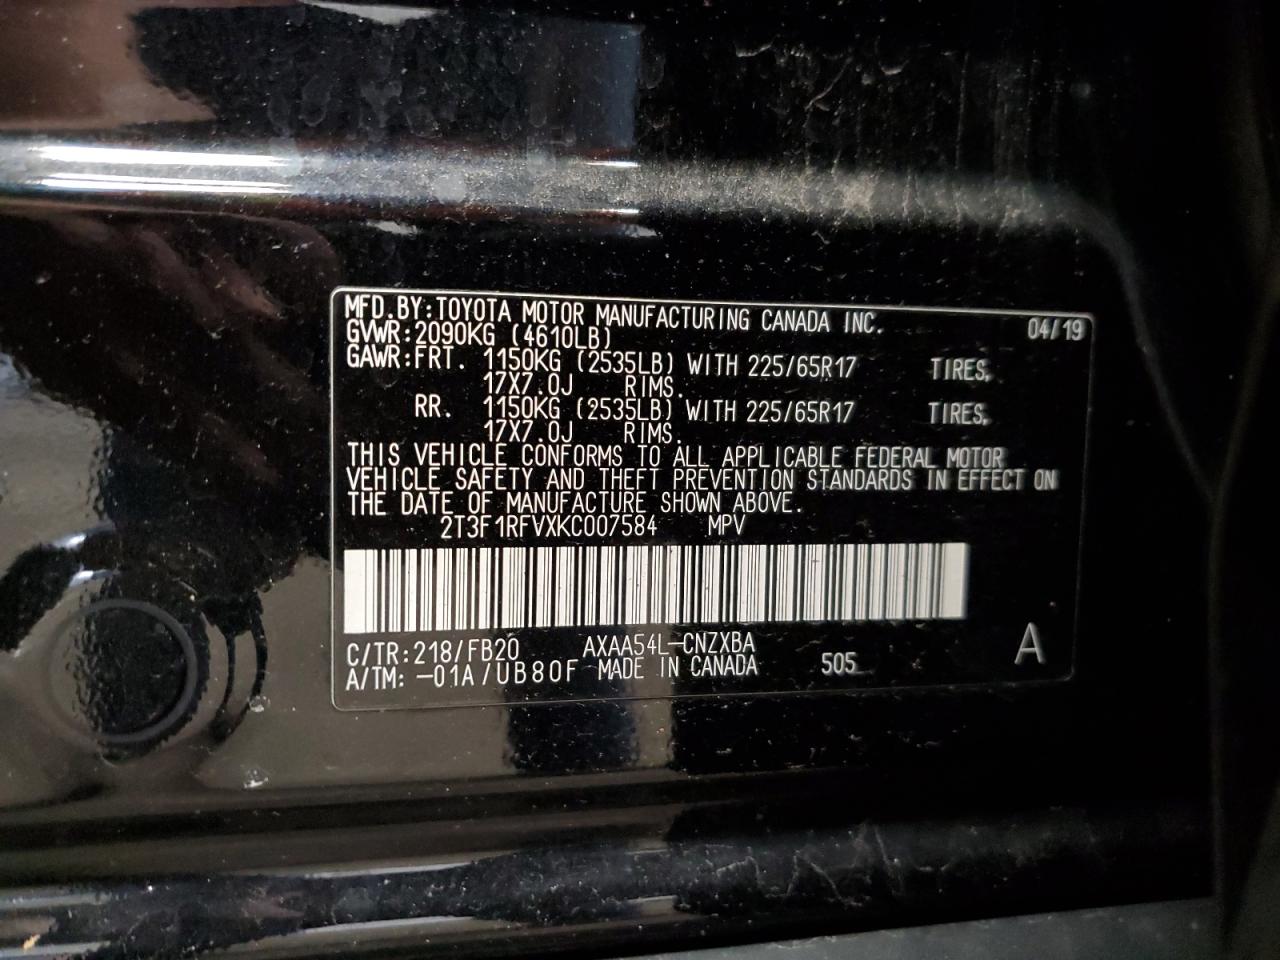 MFD.BY:TOYOTA MOTOR MANUFACTURING CANADA INC. 04/19
GVWR:2090KG (4610LB)
GAWR:FRT. 1150KG (2535LB) WITH 225/65R17 TIRES,
17X7.0J RIMS.
RR. 1150KG (2535LB) WITH 225/65R17 TIRES,
17X7.0J RIMS.
THIS VEHICLE CONFORMS TO ALL APPLICABLE FEDERAL MOTOR
VEHICLE SAFETY AND THEFT PREVENTION STANDARDS IN EFFECT ON
THE DATE OF MANUFACTURE SHOWN ABOVE.
2T3F1RFVXKC007584 MPV
C/TR:218/FB20 AXAA54L-CNZXBA A
A/TM:-01A/UB80F MADE IN CANADA 505